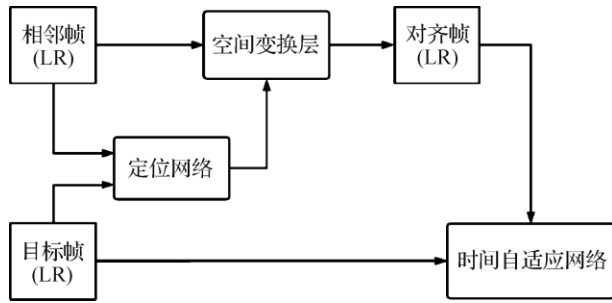 相邻帧
(LR)
空间变换层
对齐帧
(LR)
定位网络
目标帧
(LR)
时间自适应网络